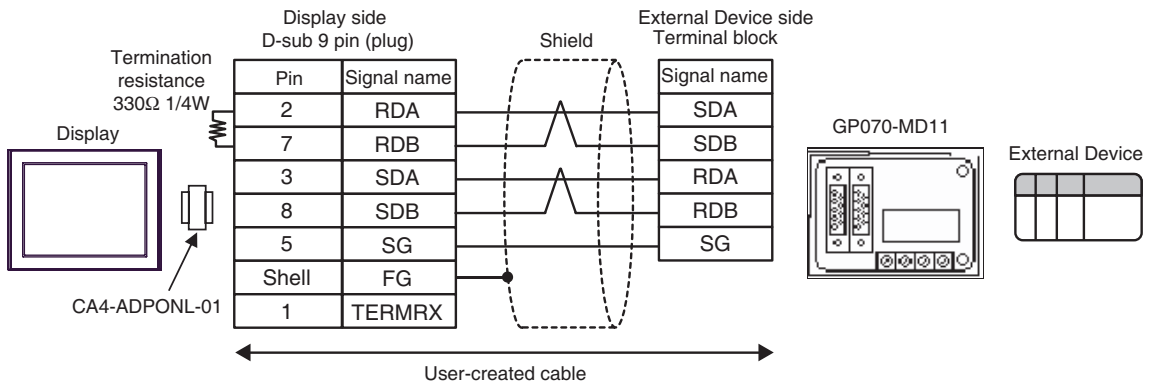 Display side
D-sub 9 pin (plug)
Shield
External Device side
Terminal block
Termination
resistance
330Ω 1/4W
Pin Signal name
Signal name
2 RDA
SDA
7 RDB
SDB
3 SDA
RDA
8 SDB
RDB
5 SG
SG
Shell FG
1 TERMRX
Display
CA4-ADPONL-01
GP070-MD11
External Device
User-created cable